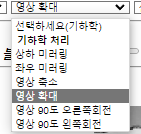 영상 확대
선택하세요(기하학)
기하학 처리
상하 미러링
좌우 미러링
영상 축소
영상 확대
영상 90도 오른쪽회전
영상 90도 왼쪽회전